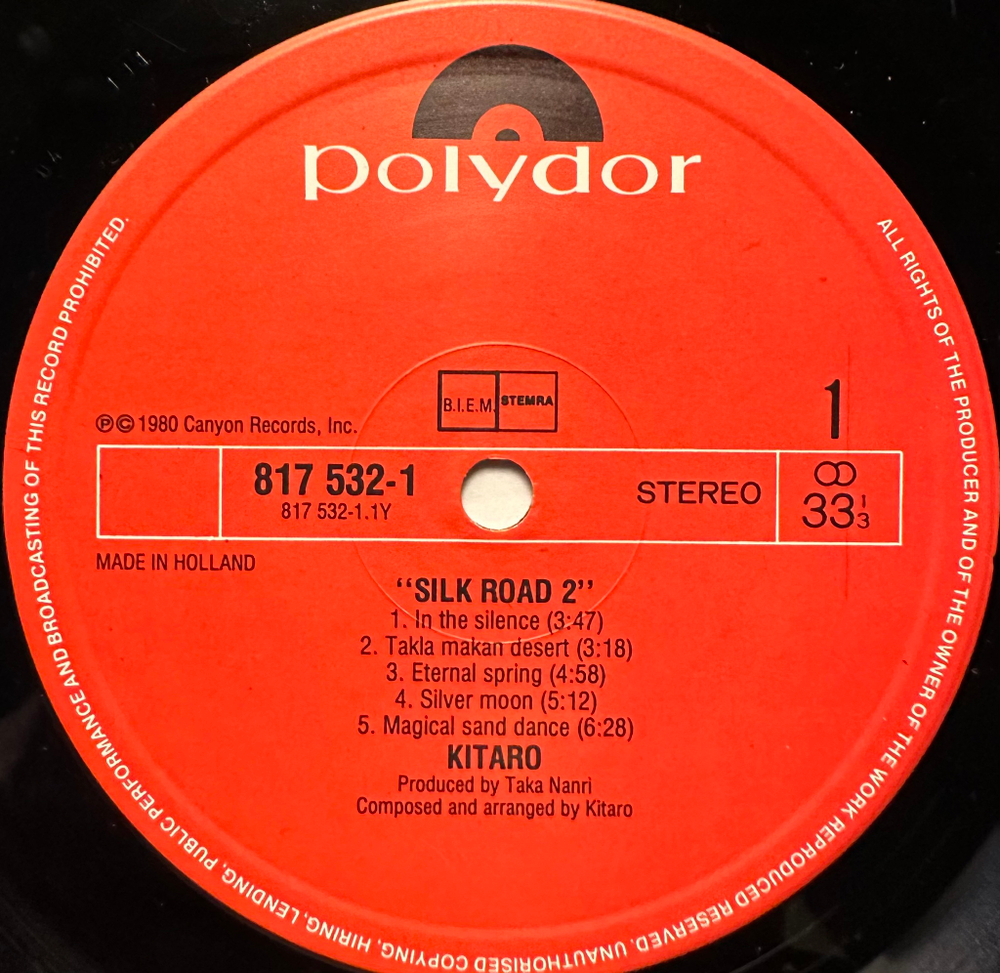 polydor
ALL RIGHTS OF THE PRODUCER AND OF THE OWNER OF THE WORK REPRODUCED RESERVED. UNAUTHORISED COPYING, HIRING, LENDING, PUBLIC PERFORMANCE AND BROADCASTING OF THIS RECORD PROHIBITED.
B.I.E.M. STEMRA
1
℗©1980 Canyon Records, Inc.
817 532-1
817 532-1.1Y
STEREO
33 1/3
MADE IN HOLLAND
“SILK ROAD 2”
1. In the silence (3:47)
2. Takla makan desert (3:18)
3. Eternal spring (4:58)
4. Silver moon (5:12)
5. Magical sand dance (6:28)
KITARO
Produced by Taka Nanri
Composed and arranged by Kitaro